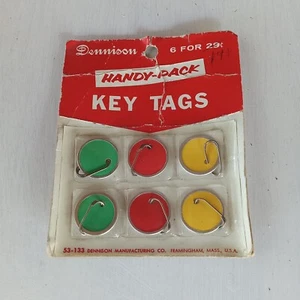 Dennison 6 FOR 29¢
HANDY-PACK
KEY TAGS
53-133 DENNISON MANUFACTURING CO. FRAMINGHAM, MASS., U.S.A.